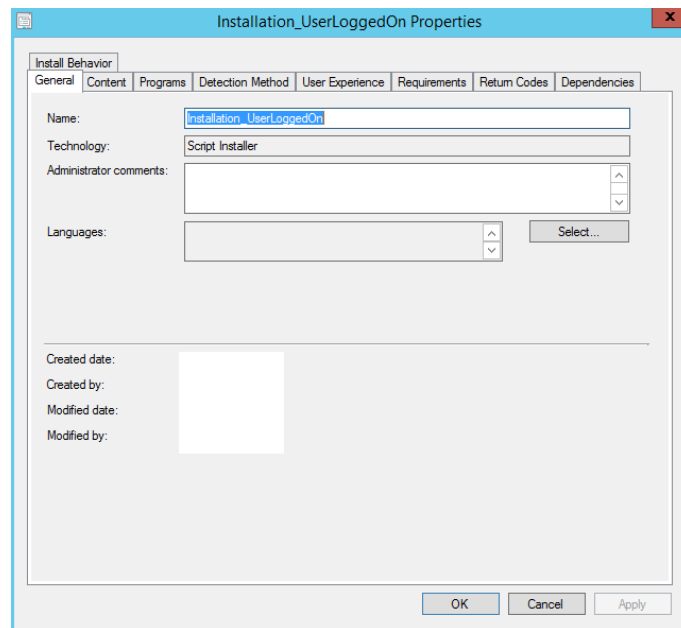 Installation_UserLoggedOn Properties
x
Install Behavior
General Content Programs Detection Method User Experience Requirements Return Codes Dependencies
Name: Installation_UserLoggedOn
Technology: Script Installer
Administrator comments:
Languages: Select...
Created date:
Created by:
Modified date:
Modified by:
OK Cancel Apply